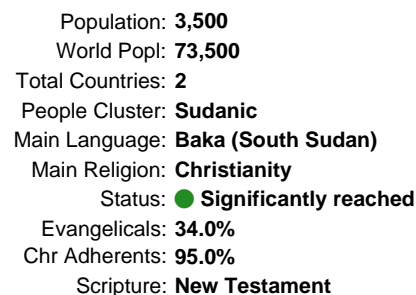 Population: 3,500
World Popl: 73,500
Total Countries: 2
People Cluster: Sudanic
Main Language: Baka (South Sudan)
Main Religion: Christianity
Status: Significantly reached
Evangelicals: 34.0%
Chr Adherents: 95.0%
Scripture: New Testament